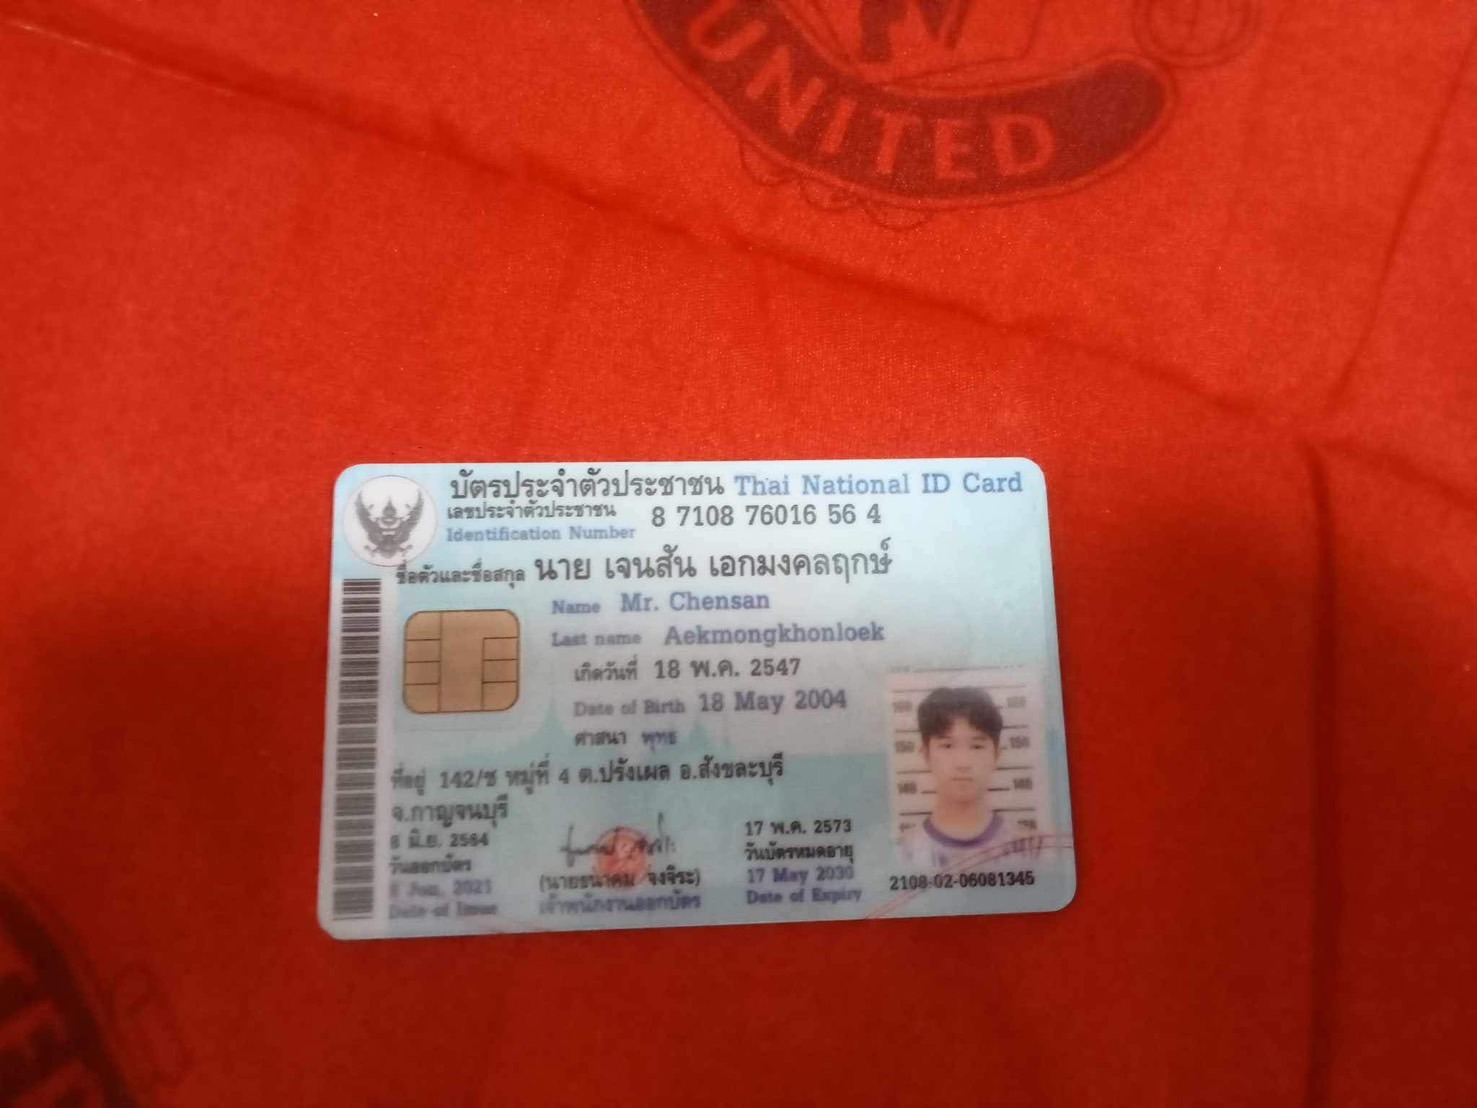 UNITED
บัตรประจำตัวประชาชน Thai National ID Card
เลขประจำตัวประชาชน 8 7108 76016 56 4
Identification Number
ชื่อตัวและชื่อสกุล นาย เจนสัน เอกมงคลฤกษ์
Name Mr. Chensan
Last name Aekmongkhonloek
เกิดวันที่ 18 พ.ค. 2547
Date of Birth 18 May 2004
ศาสนา พุทธ
ที่อยู่ 142/ช หมู่ที่ 4 ต.ปรังเผล อ.สังขละบุรี
จ.กาญจนบุรี
8 มิ.ย. 2564
วันออกบัตร
8 Jun. 2021
Date of Issue
(นายธนาคม จงจิระ)
เจ้าพนักงานออกบัตร
17 พ.ค. 2573
วันบัตรหมดอายุ
17 May 2030
Date of Expiry
160 160
150 150
140 140
2108-02-06081345